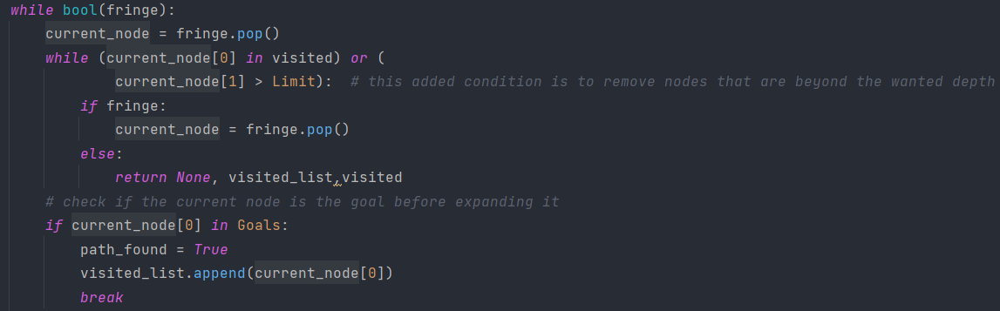 while bool(fringe):
    current_node = fringe.pop()
    while (current_node[0] in visited) or (
            current_node[1] > Limit):  # this added condition is to remove nodes that are beyond the wanted depth
        if fringe:
            current_node = fringe.pop()
        else:
            return None, visited_list,visited
    # check if the current node is the goal before expanding it
    if current_node[0] in Goals:
        path_found = True
        visited_list.append(current_node[0])
        break